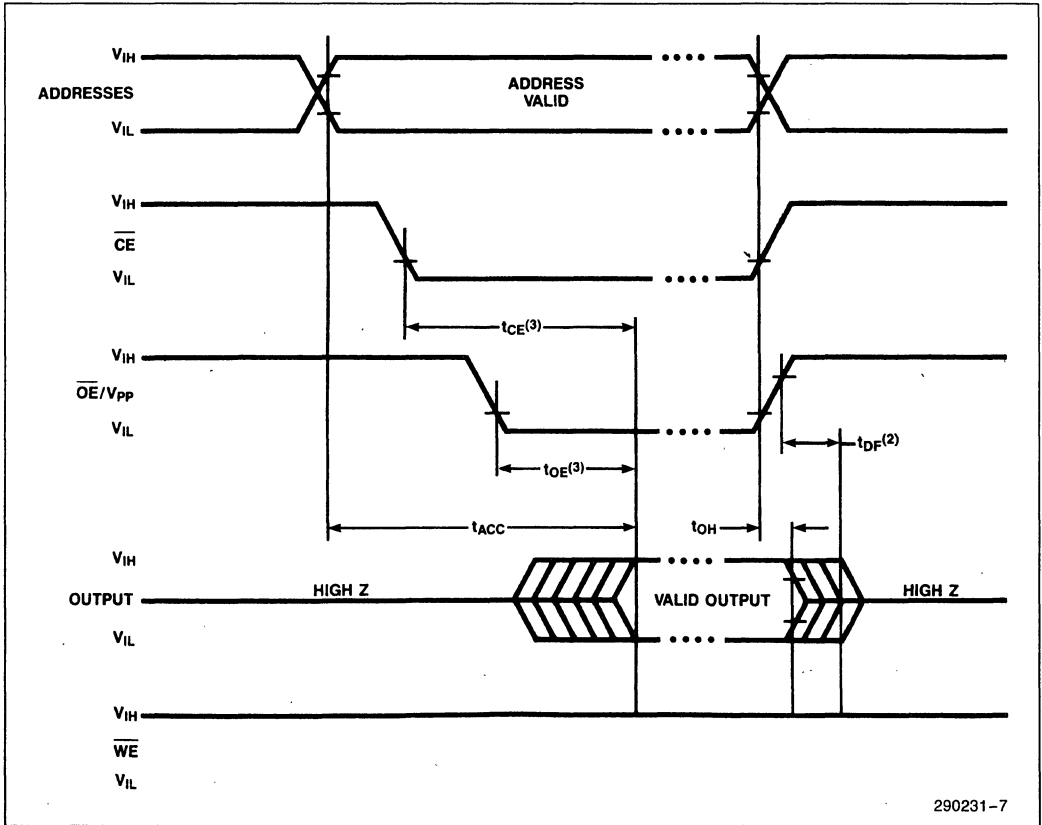 VIH
ADDRESSES
VIL
ADDRESS
VALID
VIH
CE
VIL
tCE(3)
VIH
OE/VPP
VIL
tDF(2)
tOE(3)
tACC
tOH
VIH
OUTPUT
VIL
HIGH Z
VALID OUTPUT
HIGH Z
VIH
WE
VIL
290231-7